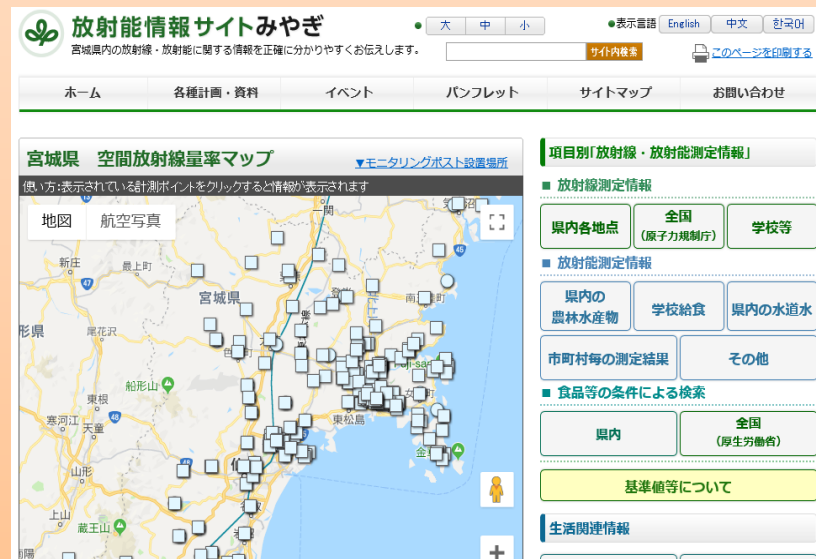 放射能情報サイトみやぎ
宮城県内の放射線・放射能に関する情報を正確に分かりやすくお伝えします。
大 中 小
●表示言語 English 中文 한국어
サイト内検索
このページを印刷する
ホーム 各種計画・資料 イベント パンフレット サイトマップ お問い合わせ
宮城県 空間放射線量率マップ
▼モニタリングポスト設置場所
使い方:表示されている計測ポイントをクリックすると情報が表示されます
地図 航空写真
一関
新庄
最上町
47
45
宮城県
尾花沢
船形山
東根
寒河江
天童
48
東松島
山形
上山
蔵王山
項目別「放射線・放射能測定情報」
■ 放射線測定情報
県内各地点
全国
(原子力規制庁)
学校等
■ 放射能測定情報
県内の
農林水産物
学校給食
県内の水道水
市町村毎の測定結果
その他
■ 食品等の条件による検索
県内
全国
(厚生労働省)
基準値等について
生活関連情報